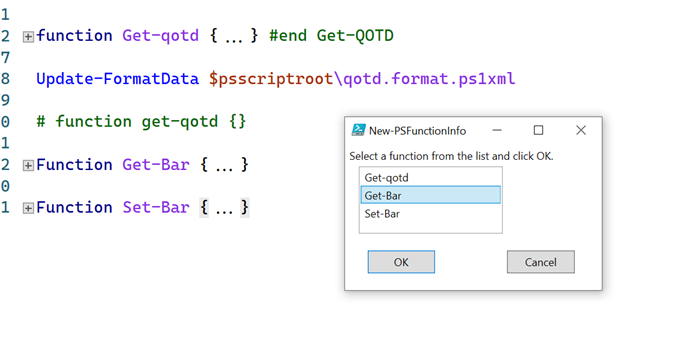 1
2 function Get-qotd { ... } #end Get-QOTD
7
8 Update-FormatData $psscriptroot\qotd.format.ps1xml
9
0 # function get-qotd {}
1
2 Function Get-Bar { ... }
0
1 Function Set-Bar { ... }
New-PSFunctionInfo
Select a function from the list and click OK.
Get-qotd
Get-Bar
Set-Bar
OK Cancel